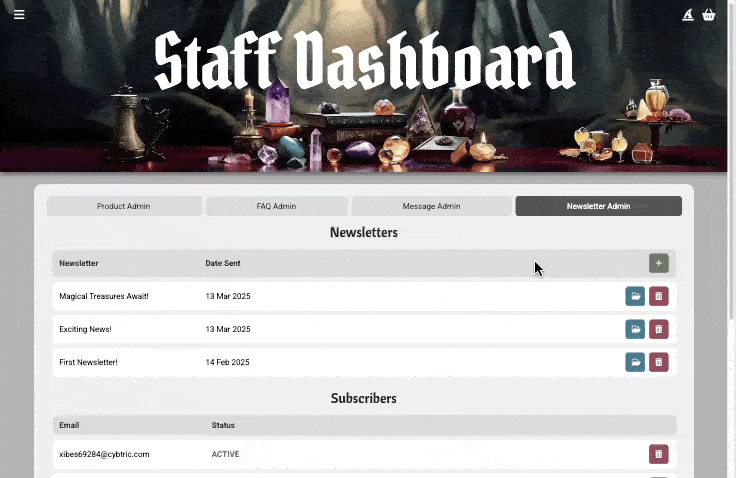 Staff Dashboard
Product Admin FAQ Admin Message Admin Newsletter Admin
Newsletters
Newsletter Date Sent +
Magical Treasures Await! 13 Mar 2025
Exciting News! 13 Mar 2025
First Newsletter! 14 Feb 2025
Subscribers
Email Status
xibes69284@cybtric.com ACTIVE